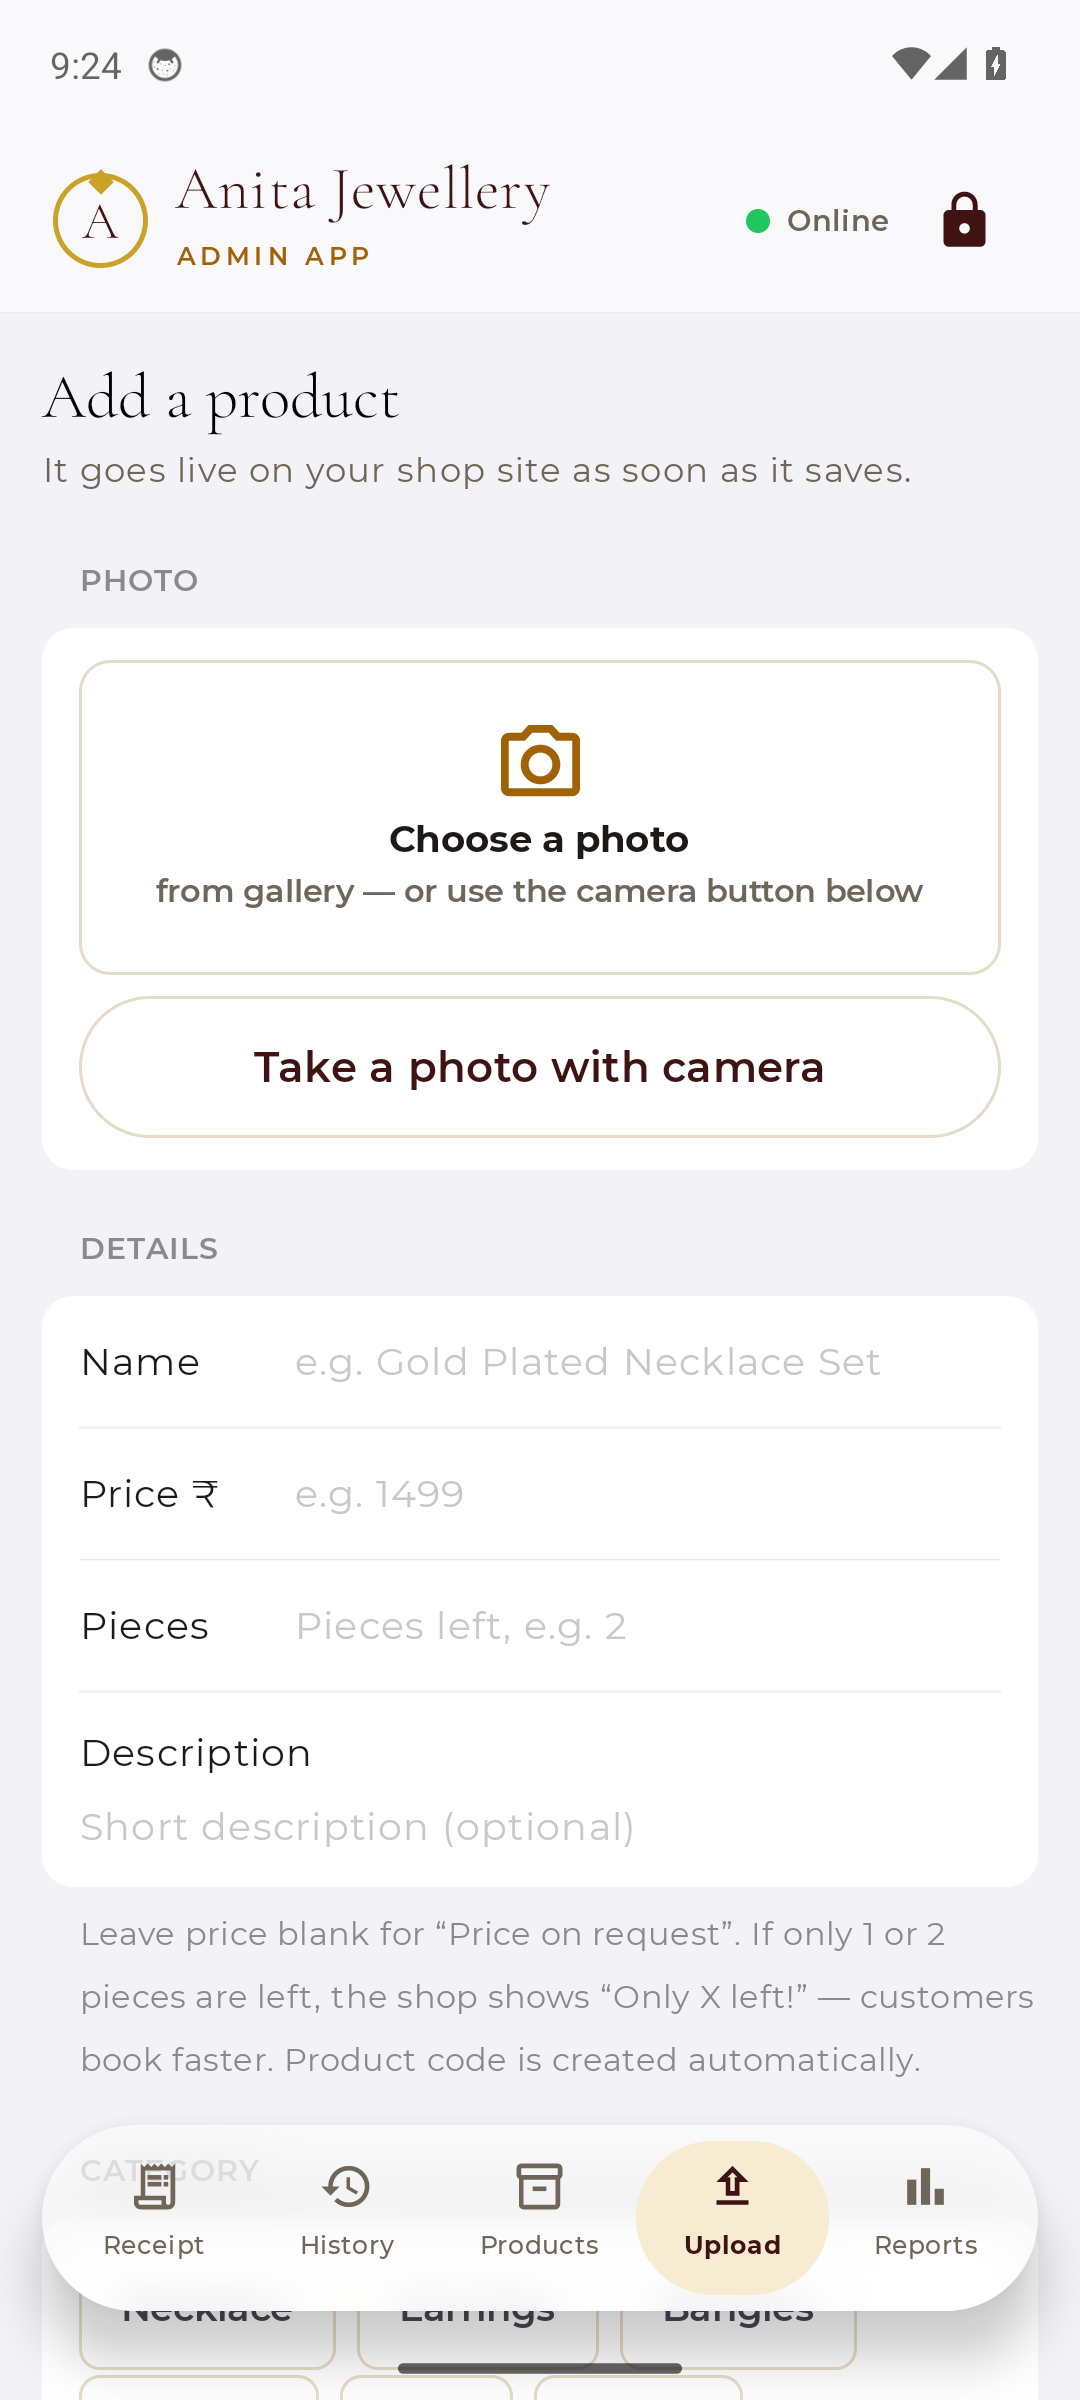 9:24
A
Anita Jewellery
ADMIN APP
Online
Add a product
It goes live on your shop site as soon as it saves.
PHOTO
Choose a photo
from gallery — or use the camera button below
Take a photo with camera
DETAILS
Name e.g. Gold Plated Necklace Set
Price ₹ e.g. 1499
Pieces Pieces left, e.g. 2
Description
Short description (optional)
Leave price blank for “Price on request”. If only 1 or 2
pieces are left, the shop shows “Only X left!” — customers
book faster. Product code is created automatically.
CATEGORY
Receipt History Products Upload Reports
Necklace Earrings Bangles